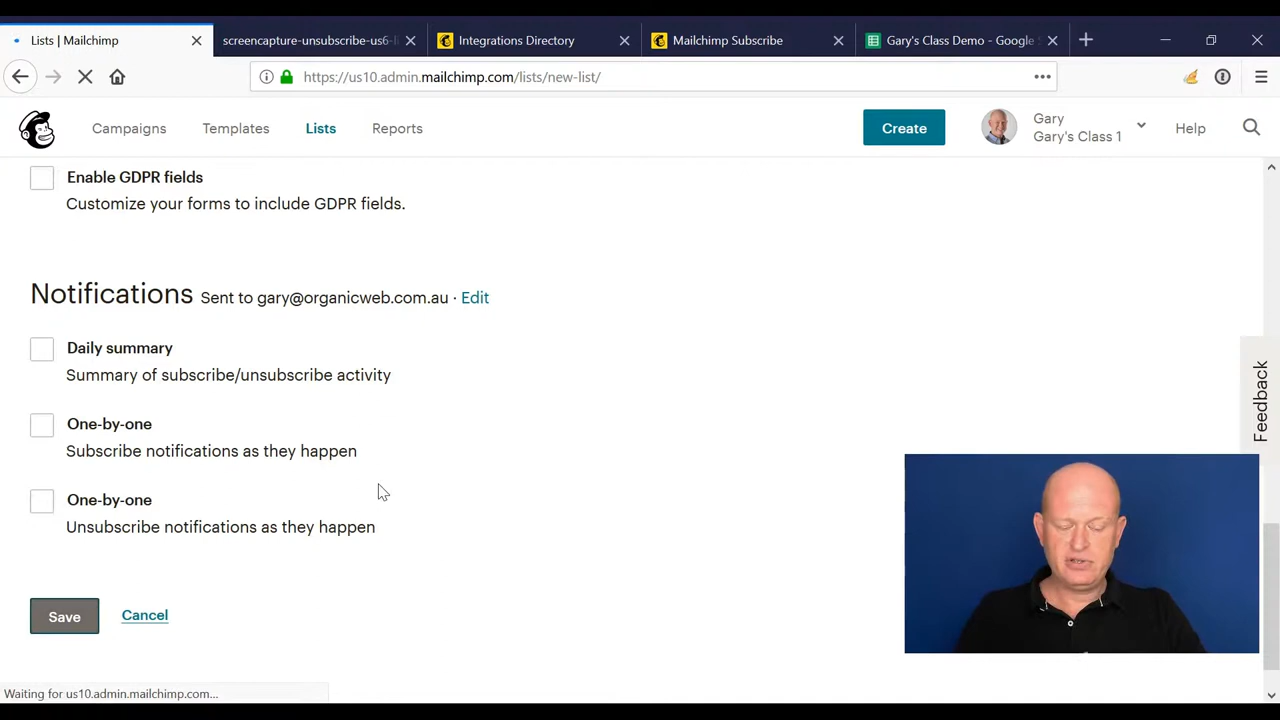 Lists | Mailchimp
screencapture-unsubscribe-us6-li
Integrations Directory
Mailchimp Subscribe
Gary's Class Demo - Google S
https://us10.admin.mailchimp.com/lists/new-list/
Campaigns
Templates
Lists
Reports
Create
Gary
Gary's Class 1
Help
Enable GDPR fields
Customize your forms to include GDPR fields.
Notifications Sent to gary@organicweb.com.au · Edit
Daily summary
Summary of subscribe/unsubscribe activity
One-by-one
Subscribe notifications as they happen
One-by-one
Unsubscribe notifications as they happen
Save
Cancel
Feedback
Waiting for us10.admin.mailchimp.com...